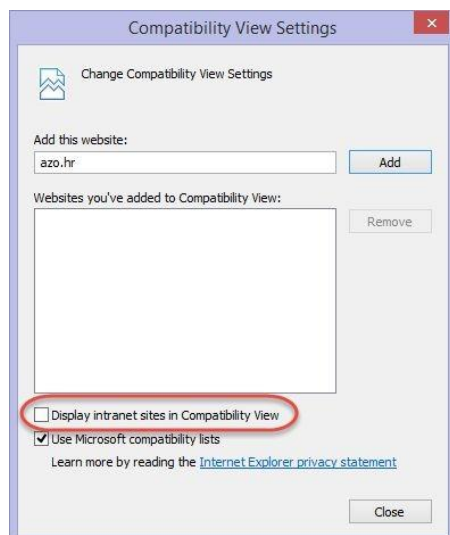 Compatibility View Settings
Change Compatibility View Settings
Add this website:
azo.hr
Add
Websites you've added to Compatibility View:
Remove
Display intranet sites in Compatibility View
Use Microsoft compatibility lists
Learn more by reading the Internet Explorer privacy statement
Close